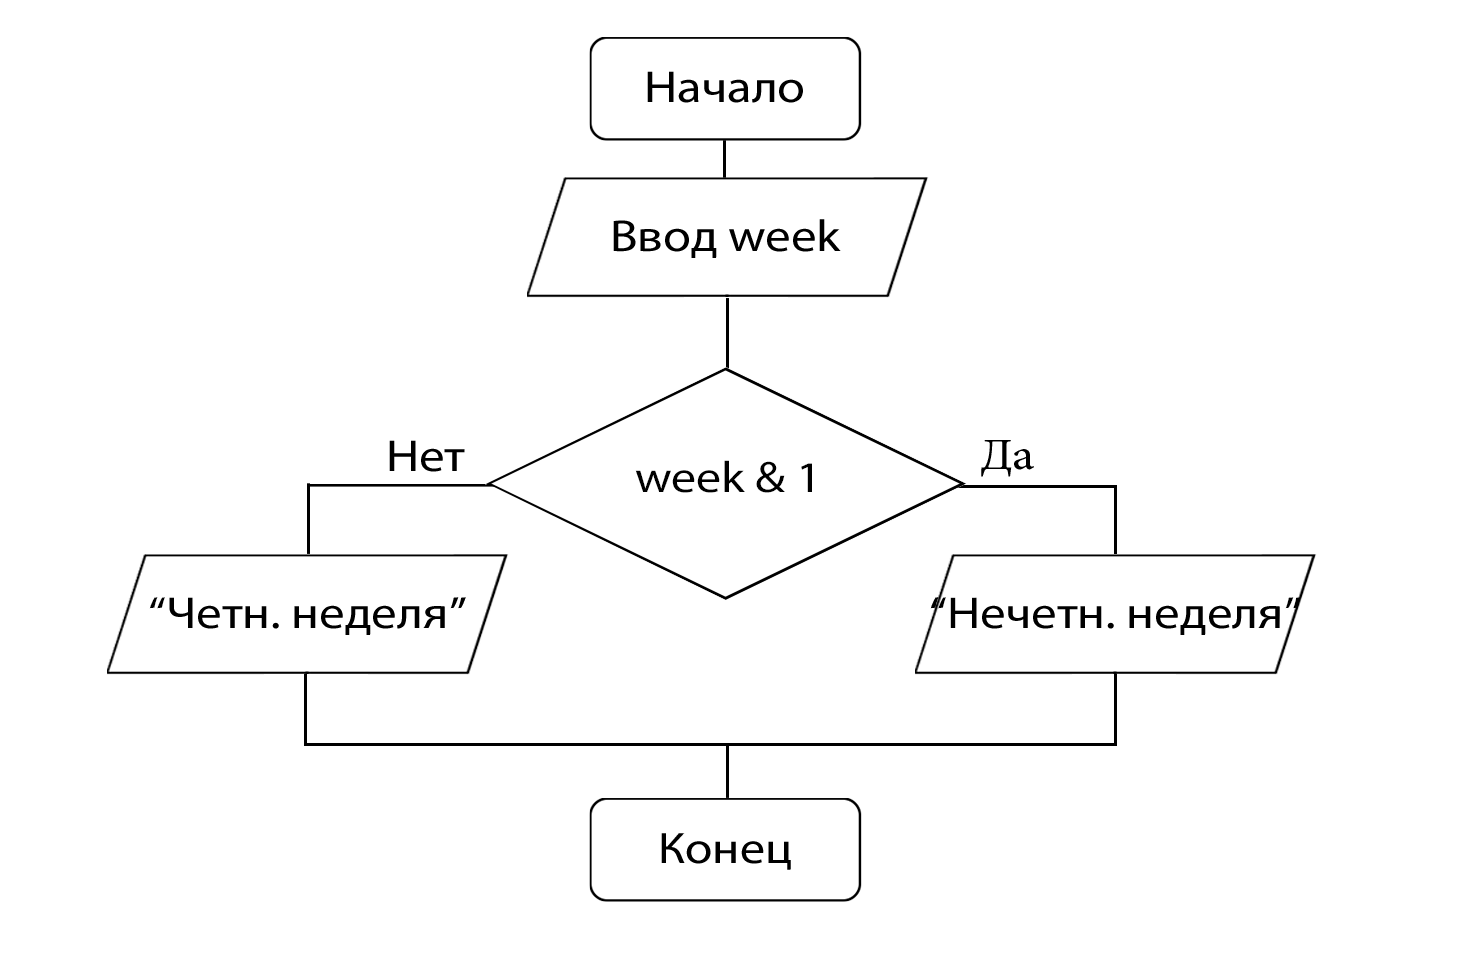 Начало
Ввод week
Нет
week & 1
Да
“Четн. неделя”
“Нечетн. неделя”
Конец